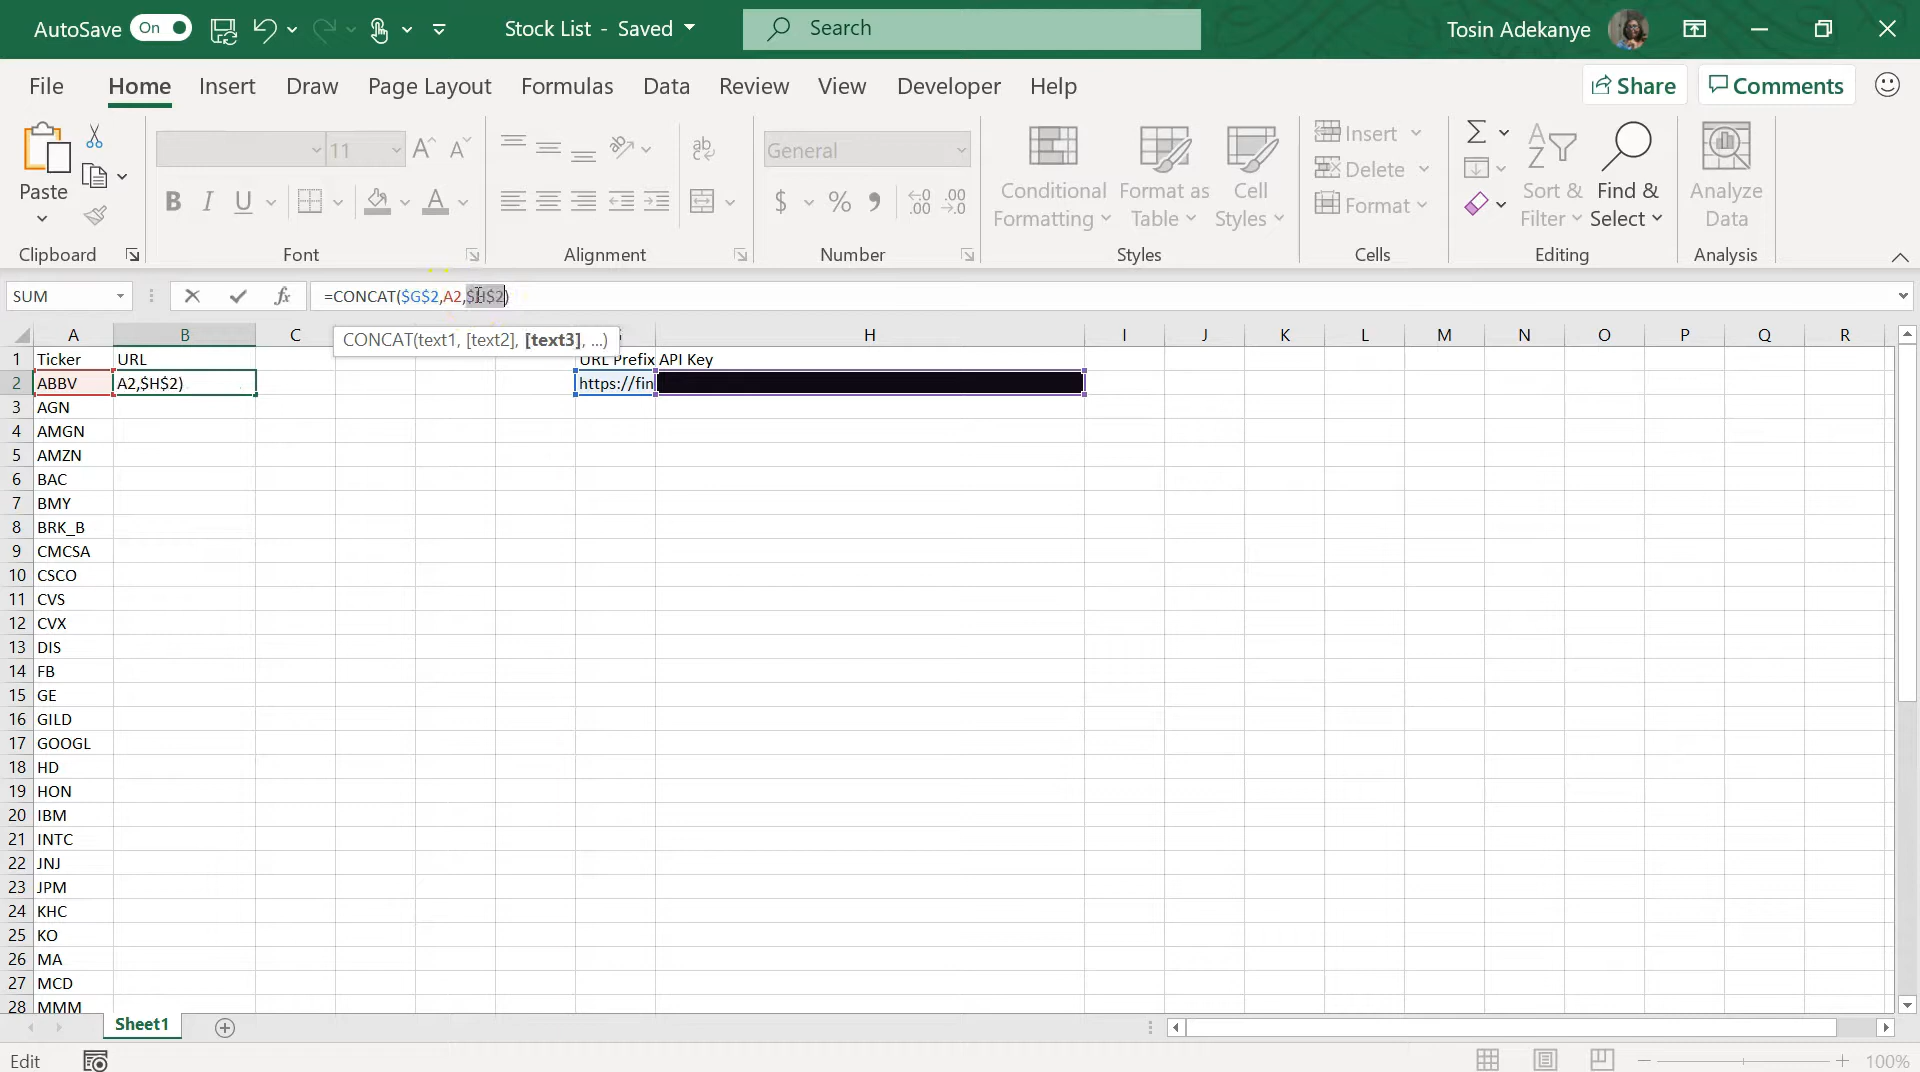 AutoSave On Stock List - Saved Search Tosin Adekanye
File Home Insert Draw Page Layout Formulas Data Review View Developer Help Share Comments
Paste
Clipboard
11
B I U A
Font
ab
Alignment
General
$ % , .00
Number
Conditional Formatting
Format as Table
Cell Styles
Styles
Insert
Delete
Format
Cells
Sort & Filter
Find & Select
Editing
Analyze Data
Analysis
SUM fx =CONCAT($G$2,A2,$H$2)
CONCAT(text1, [text2], [text3], ...)
A B C H I J K L M N O P Q R
1 Ticker URL URL Prefix API Key
2 ABBV A2,$H$2) https://fin
3 AGN
4 AMGN
5 AMZN
6 BAC
7 BMY
8 BRK_B
9 CMCSA
10 CSCO
11 CVS
12 CVX
13 DIS
14 FB
15 GE
16 GILD
17 GOOGL
18 HD
19 HON
20 IBM
21 INTC
22 JNJ
23 JPM
24 KHC
25 KO
26 MA
27 MCD
28 MMM
Sheet1
Edit 100%